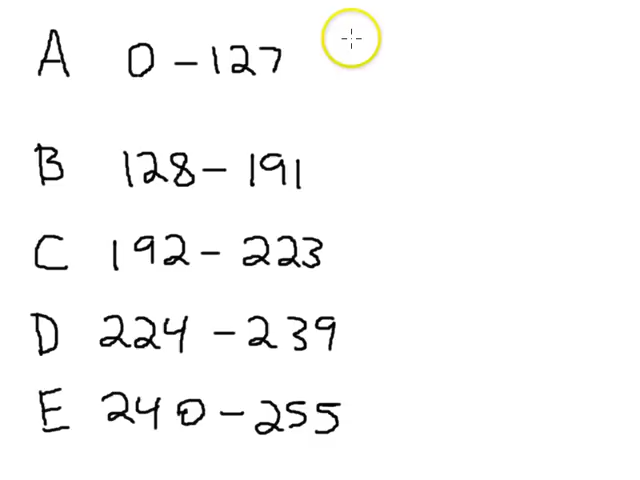 A 0 - 127
B 128 - 191
C 192 - 223
D 224 - 239
E 240 - 255